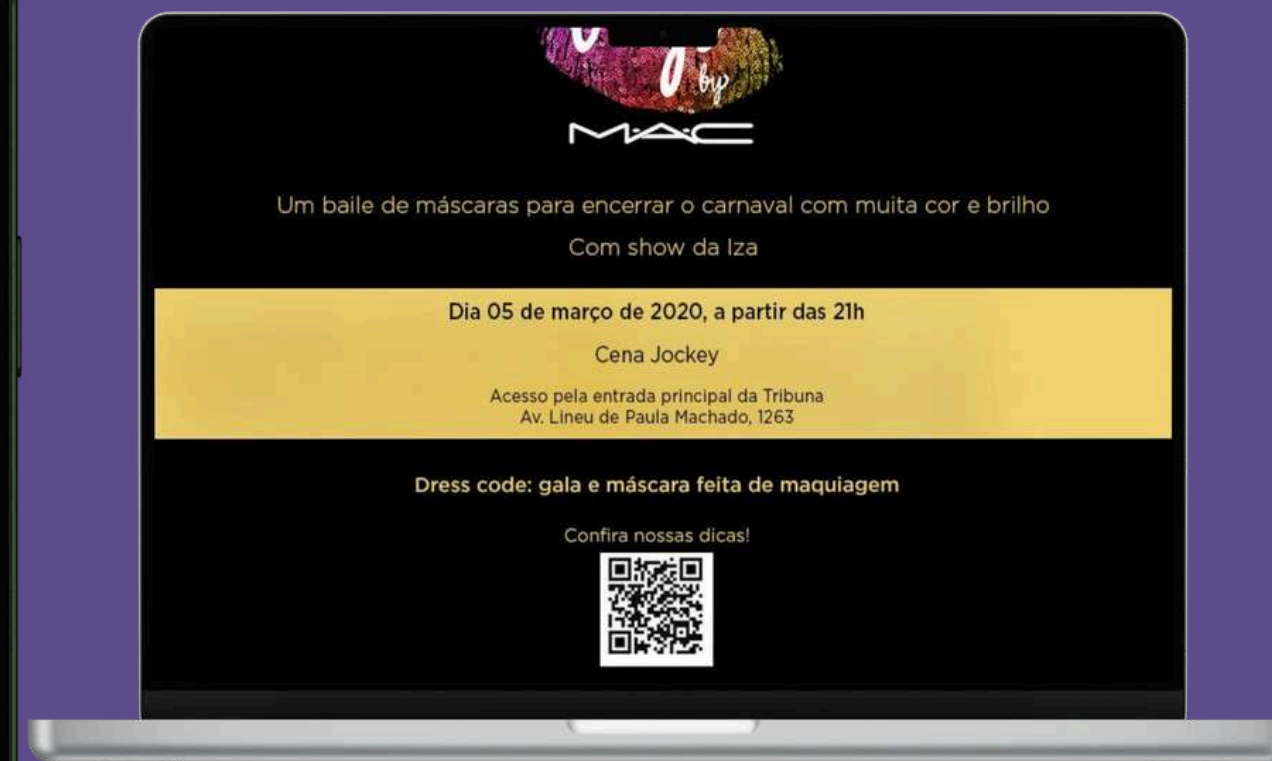 by
M·A·C
Um baile de máscaras para encerrar o carnaval com muita cor e brilho
Com show da Iza
Dia 05 de março de 2020, a partir das 21h
Cena Jockey
Acesso pela entrada principal da Tribuna
Av. Lineu de Paula Machado, 1263
Dress code: gala e máscara feita de maquiagem
Confira nossas dicas!